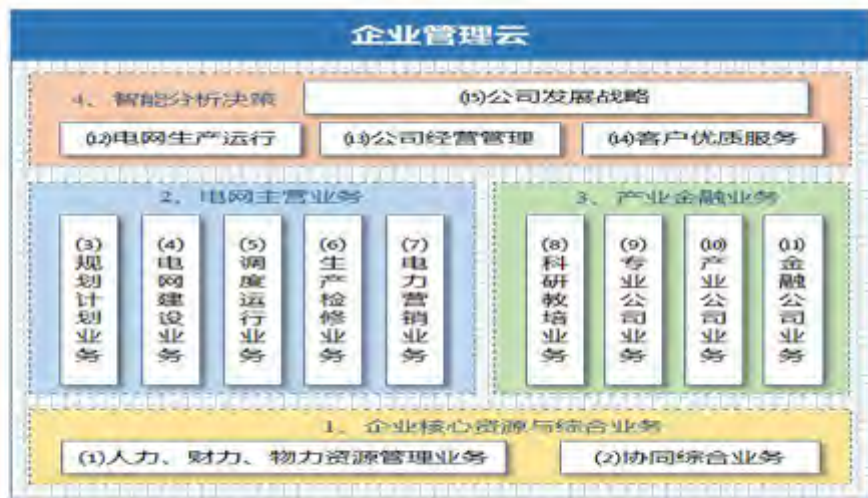 企业管理云
4、智能分析决策
(15)公司发展战略
(12)电网生产运行
(13)公司经营管理
(14)客户优质服务
2、电网主营业务
(3)规划计划业务
(4)电网建设业务
(5)调度运行业务
(6)生产检修业务
(7)电力营销业务
3、产业金融业务
(8)科研教培业务
(9)专业公司业务
(10)产业公司业务
(11)金融公司业务
1、企业核心资源与综合业务
(1)人力、财力、物力资源管理业务
(2)协同综合业务